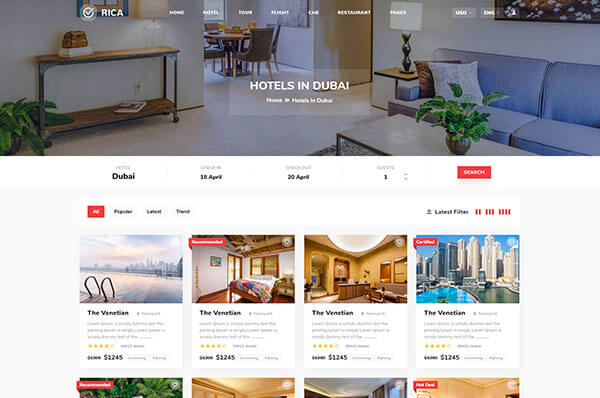 RICA
HOME HOTEL TOUR FLIGHT CAR RESTAURANT PAGES USD ENG
HOTELS IN DUBAI
Home Hotels In Dubai
HOTEL CHECK IN CHECK OUT GUESTS
Dubai 18 April 20 April 1 SEARCH
All Popular Latest Trend Latest Filter
Recommended Certified
The Venetian Newyork The Venetian Newyork The Venetian Newyork The Venetian Newyork
Lorem Ipsum is simply dummy text the Lorem Ipsum is simply dummy text the Lorem Ipsum is simply dummy text the Lorem Ipsum is simply dummy text the
printing Ipsum is simply Lorem Ipsum is printing Ipsum is simply Lorem Ipsum is printing Ipsum is simply Lorem Ipsum is printing Ipsum is simply Lorem Ipsum is
simply dummy text of the simply dummy text of the simply dummy text of the simply dummy text of the
review review review review
$1245 Swimming Parking $1245 Swimming Parking $1245 Swimming Parking $1245 Swimming Parking
Recommended Hot Deal